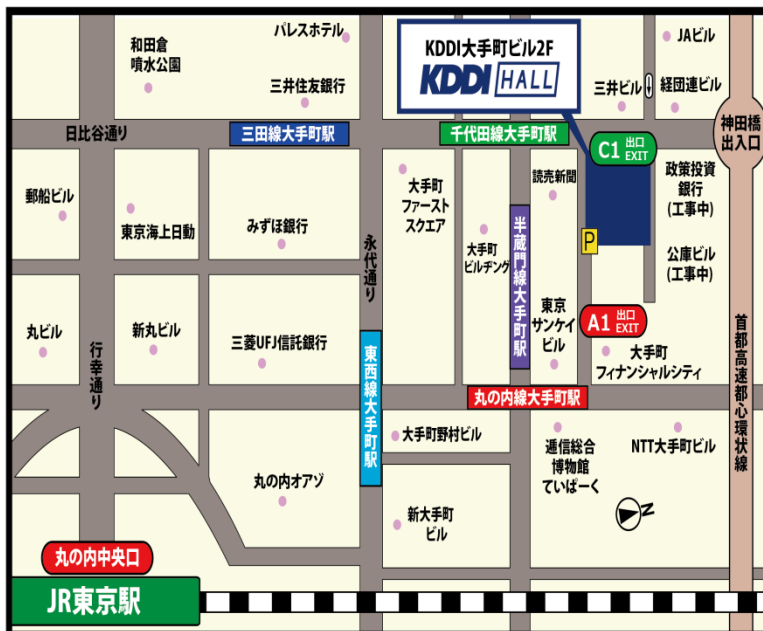 パレスホテル
和田倉
噴水公園
三井住友銀行
KDDI大手町ビル2F
KDDI HALL
JAビル
三井ビル
経団連ビル
日比谷通り
三田線大手町駅
千代田線大手町駅
C1 出口
EXIT
神田橋
出入口
郵船ビル
東京海上日動
みずほ銀行
永代通り
大手町
ファースト
スクエア
大手町
ビルヂング
半蔵門線大手町駅
読売新聞
P
政策投資
銀行
(工事中)
公庫ビル
(工事中)
丸ビル
行幸通り
新丸ビル
三菱UFJ信託銀行
東西線大手町駅
東京
サンケイ
ビル
A1 出口
EXIT
大手町
フィナンシャルシティ
首都高速都心環状線
丸の内線大手町駅
大手町野村ビル
逓信総合
博物館
ていぱーく
NTT大手町ビル
丸の内オアゾ
新大手町
ビル
N
丸の内中央口
JR東京駅